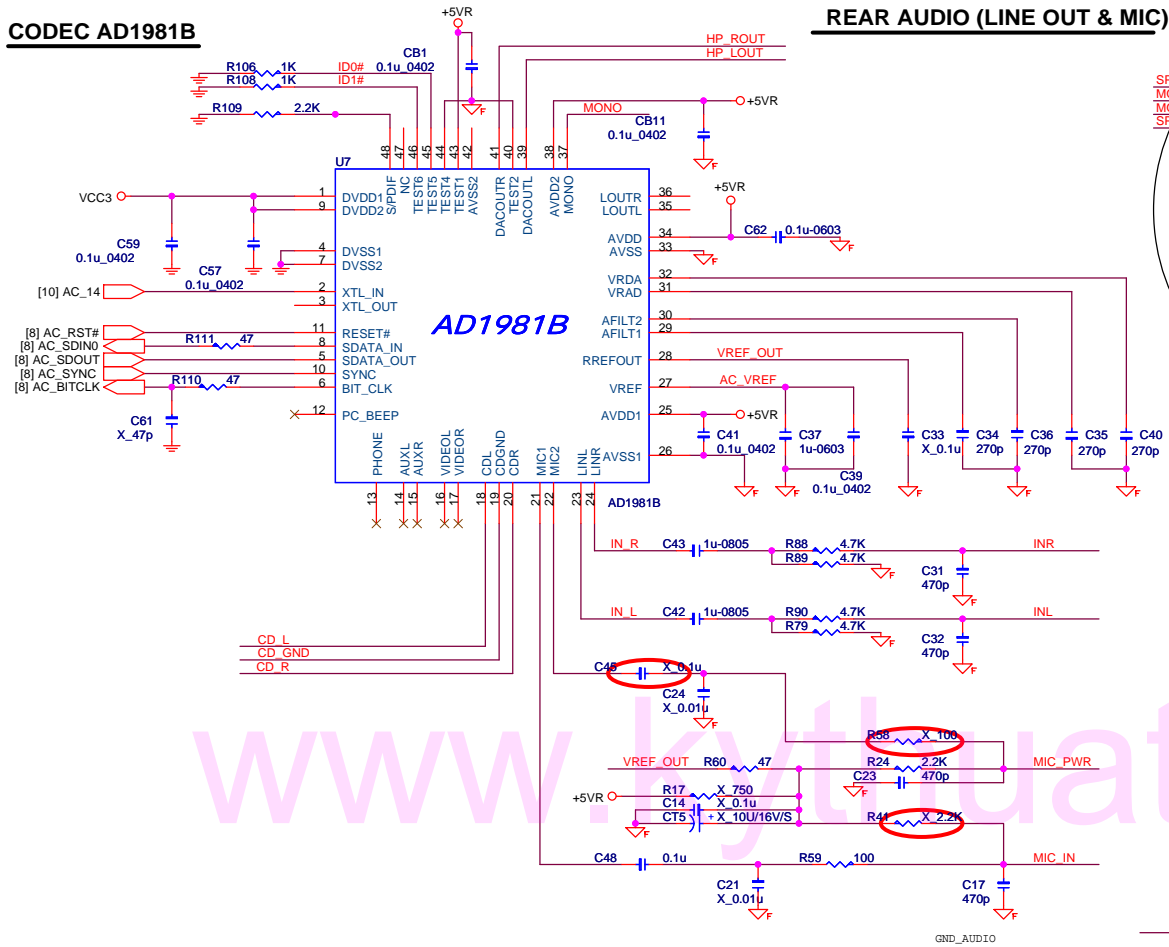 CODEC AD1981B
REAR AUDIO (LINE OUT & MIC)
+5VR
HP_ROUT
HP_LOUT
CB1
0.1u_0402
R106 1K ID0#
R108 1K ID1#
R109 2.2K
MONO
+5VR
CB11
0.1u_0402
SP
MO
MO
SP
48 47 46 45 44 43 42 41 40 39 38 37
U7
S/PDIF
NC
TEST6
TEST5
TEST4
TEST1
AVSS2
DACOUTR
TEST2
DACOUTL
AVDD2
MONO
VCC3
1 DVDD1
9 DVDD2
4 DVSS1
7 DVSS2
C59
0.1u_0402
C57
0.1u_0402
[10] AC_14
2 XTL_IN
3 XTL_OUT
[8] AC_RST#
11 RESET#
[8] AC_SDIN0
R111 47
8 SDATA_IN
[8] AC_SDOUT
5 SDATA_OUT
[8] AC_SYNC
10 SYNC
[8] AC_BITCLK
R110 47
6 BIT_CLK
C61
X_47p
12 PC_BEEP
AD1981B
LOUTR 36
LOUTL 35
+5VR
AVDD 34
AVSS 33
C62 0.1u-0603
F
VRDA 32
VRAD 31
AFILT2 30
AFILT1 29
RREFOUT 28 VREF_OUT
VREF 27 AC_VREF
AVDD1 25 +5VR
AVSS1 26
C41
0.1u_0402
C37
1u-0603
C39
0.1u_0402
C33
X_0.1u
C34
270p
C36
270p
C35
270p
C40
270p
F F F F F F
PHONE
AUXL
AUXR
VIDEOL
VIDEOR
CDL
CDGND
CDR
MIC1
MIC2
LINL
LINR
13 14 15 16 17 18 19 20 21 22 23 24
AD1981B
IN_R C43 1u-0805 R88 4.7K INR
R89 4.7K
F
C31
470p
F
IN_L C42 1u-0805 R90 4.7K INL
R79 4.7K
F
C32
470p
F
CD_L
CD_GND
CD_R
C45 X_0.1u
C24
X_0.01u
F
www.kythuat
R58 X_100
VREF_OUT R60 47
R24 2.2K MIC_PWR
C23 470p
F
+5VR R17 X_750
C14 X_0.1u
CT5 + X_10U/16V/S
F
R41 X_2.2K
C48 0.1u R59 100 MIC_IN
C21
X_0.01u
F
C17
470p
F
GND_AUDIO